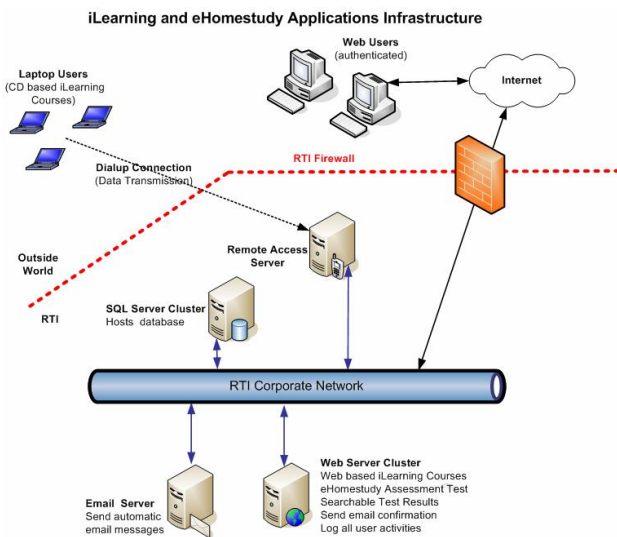 iLearning and eHomestudy Applications Infrastructure
Web Users
(authenticated)
Internet
Laptop Users
(CD based iLearning
Courses)
Dialup Connection
(Data Transmission)
RTI Firewall
Remote Access
Server
Outside
World
RTI
SQL Server Cluster
Hosts database
RTI Corporate Network
Email Server
Send automatic
email messages
Web Server Cluster
Web based iLearning Courses
eHomestudy Assessment Test
Searchable Test Results
Send email confirmation
Log all user activities